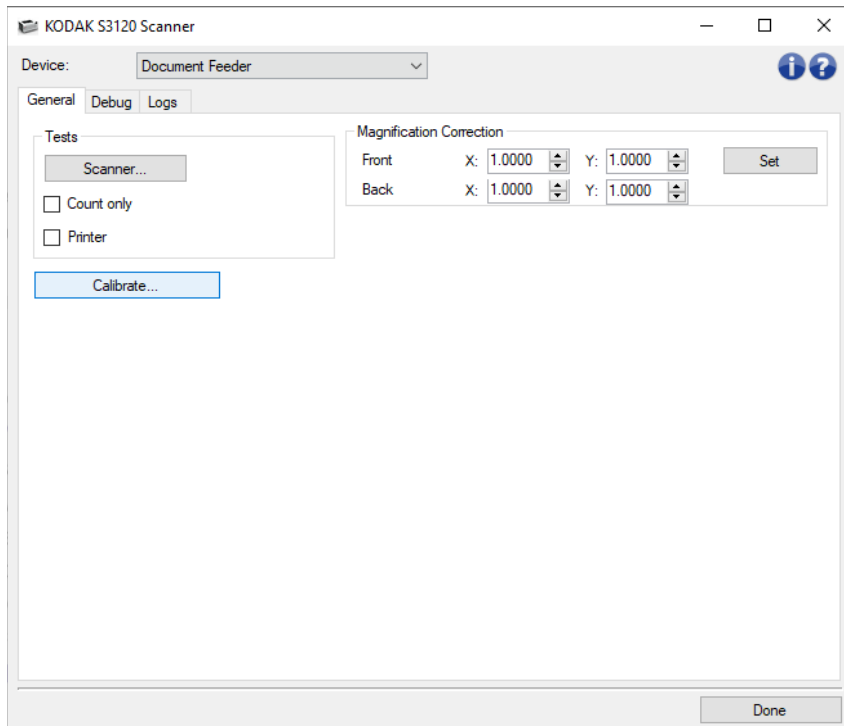 KODAK S3120 Scanner
Device: Document Feeder
General Debug Logs
Tests
Scanner...
Count only
Printer
Calibrate...
Magnification Correction
Front X: 1.0000 Y: 1.0000 Set
Back X: 1.0000 Y: 1.0000
Done